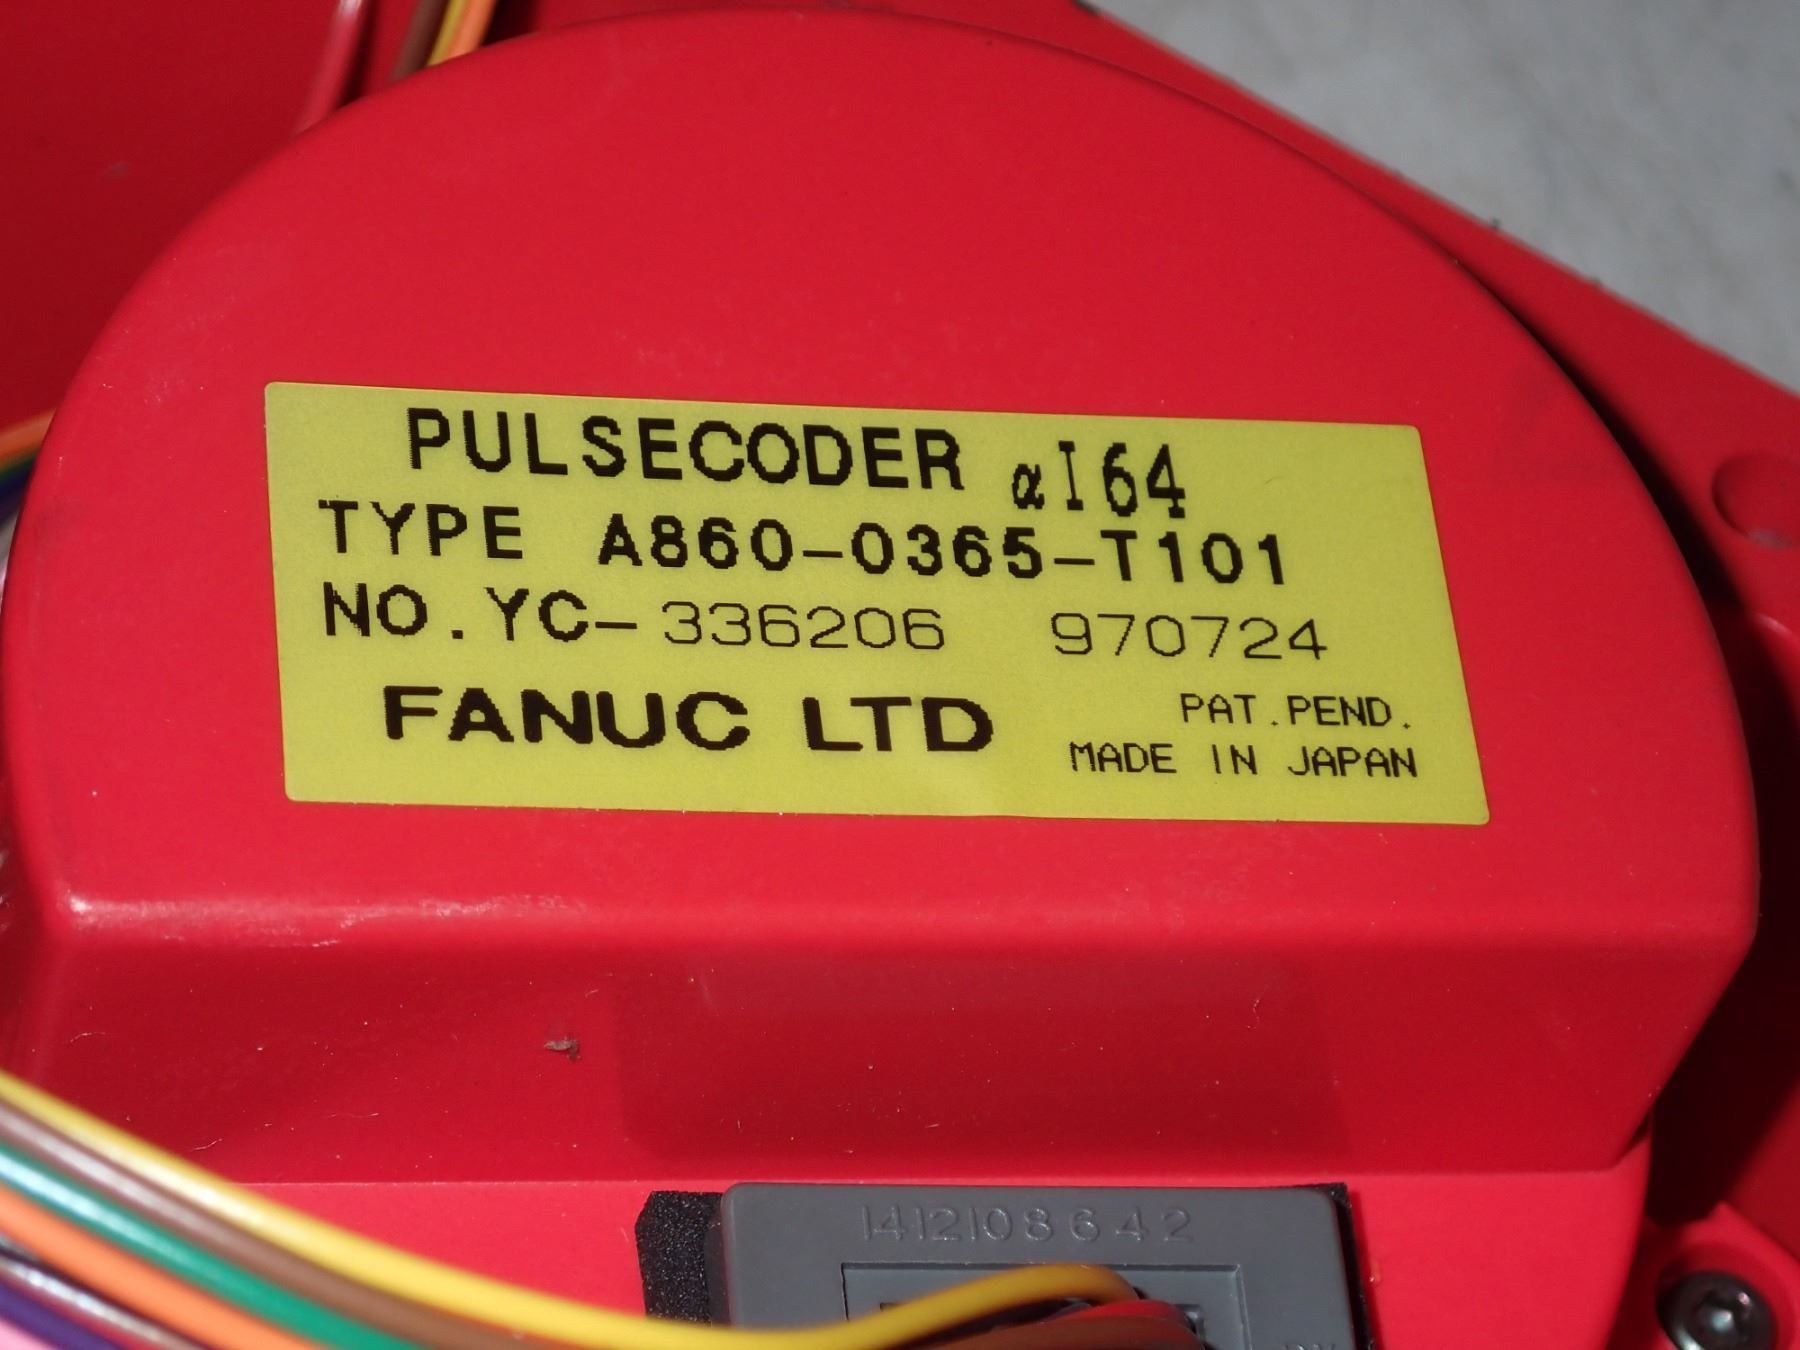 PULSECODER αI64
TYPE A860-0365-T101
NO.YC-336206 970724
FANUC LTD PAT.PEND.
MADE IN JAPAN
14 12 10 8 6 4 2